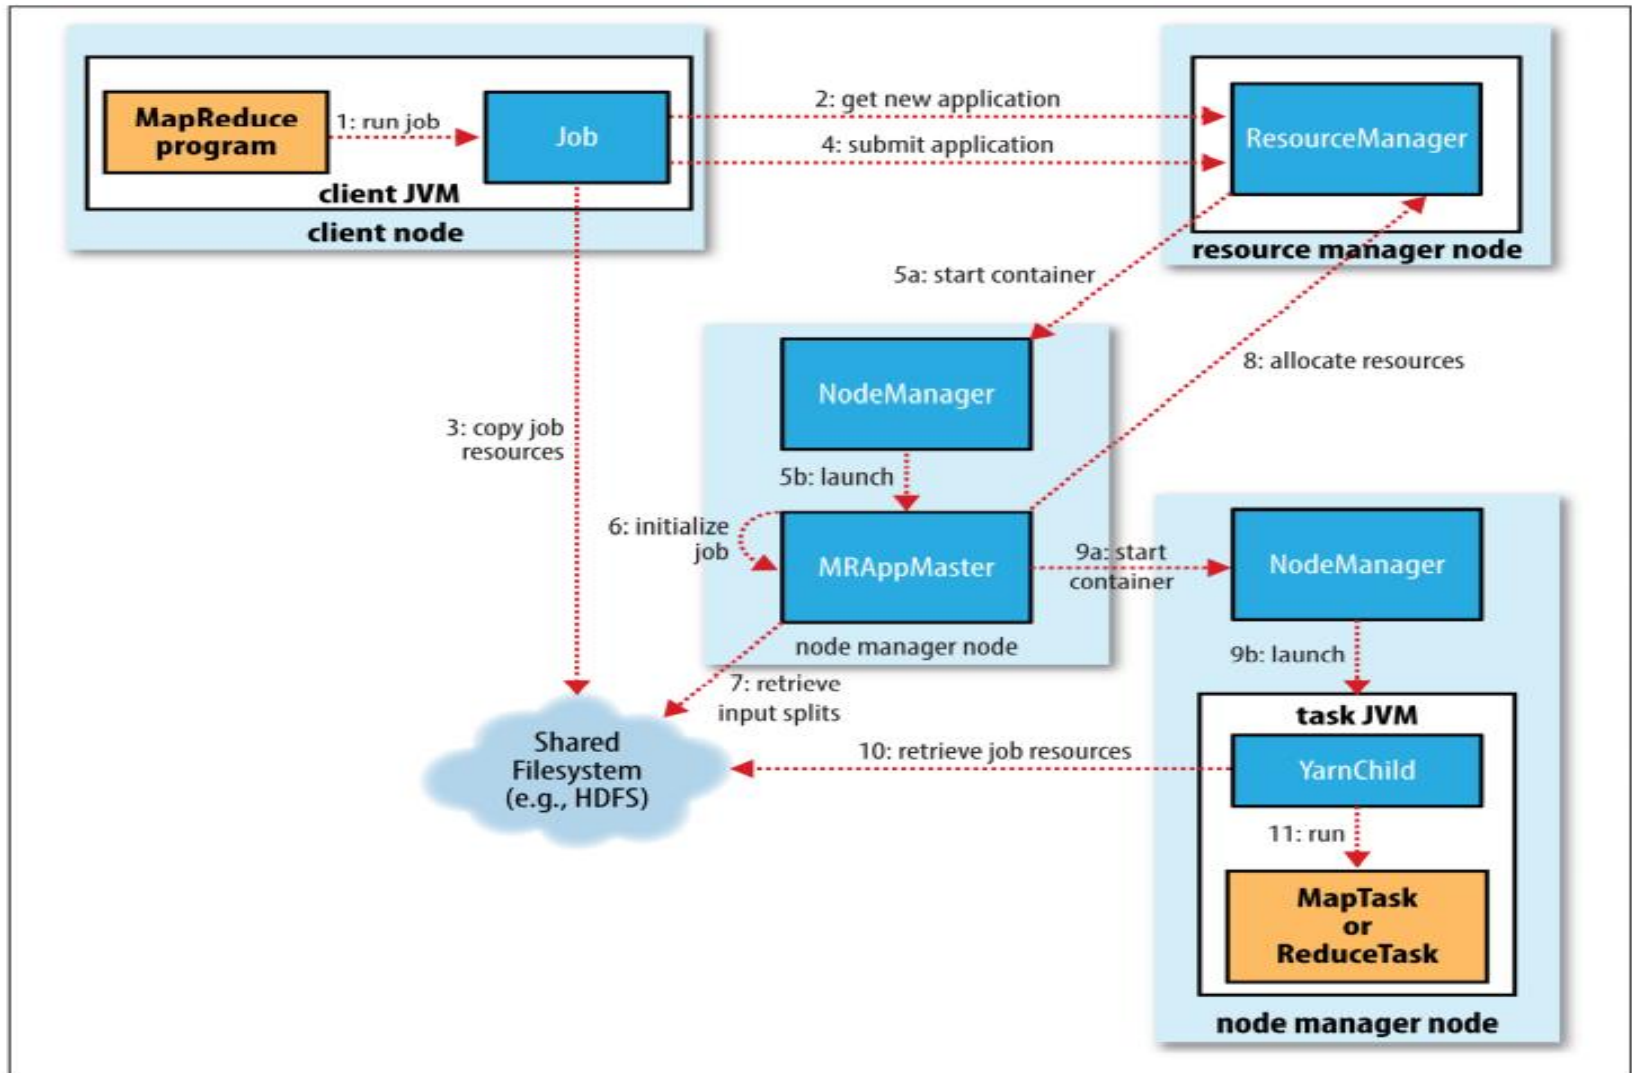 MapReduce
program
1: run job
Job
client JVM
client node
2: get new application
4: submit application
ResourceManager
resource manager node
5a: start container
8: allocate resources
3: copy job
resources
NodeManager
5b: launch
6: initialize
job
MRAppMaster
node manager node
9a: start
container
NodeManager
9b: launch
7: retrieve
input splits
Shared
Filesystem
(e.g., HDFS)
10: retrieve job resources
task JVM
YarnChild
11: run
MapTask
or
ReduceTask
node manager node